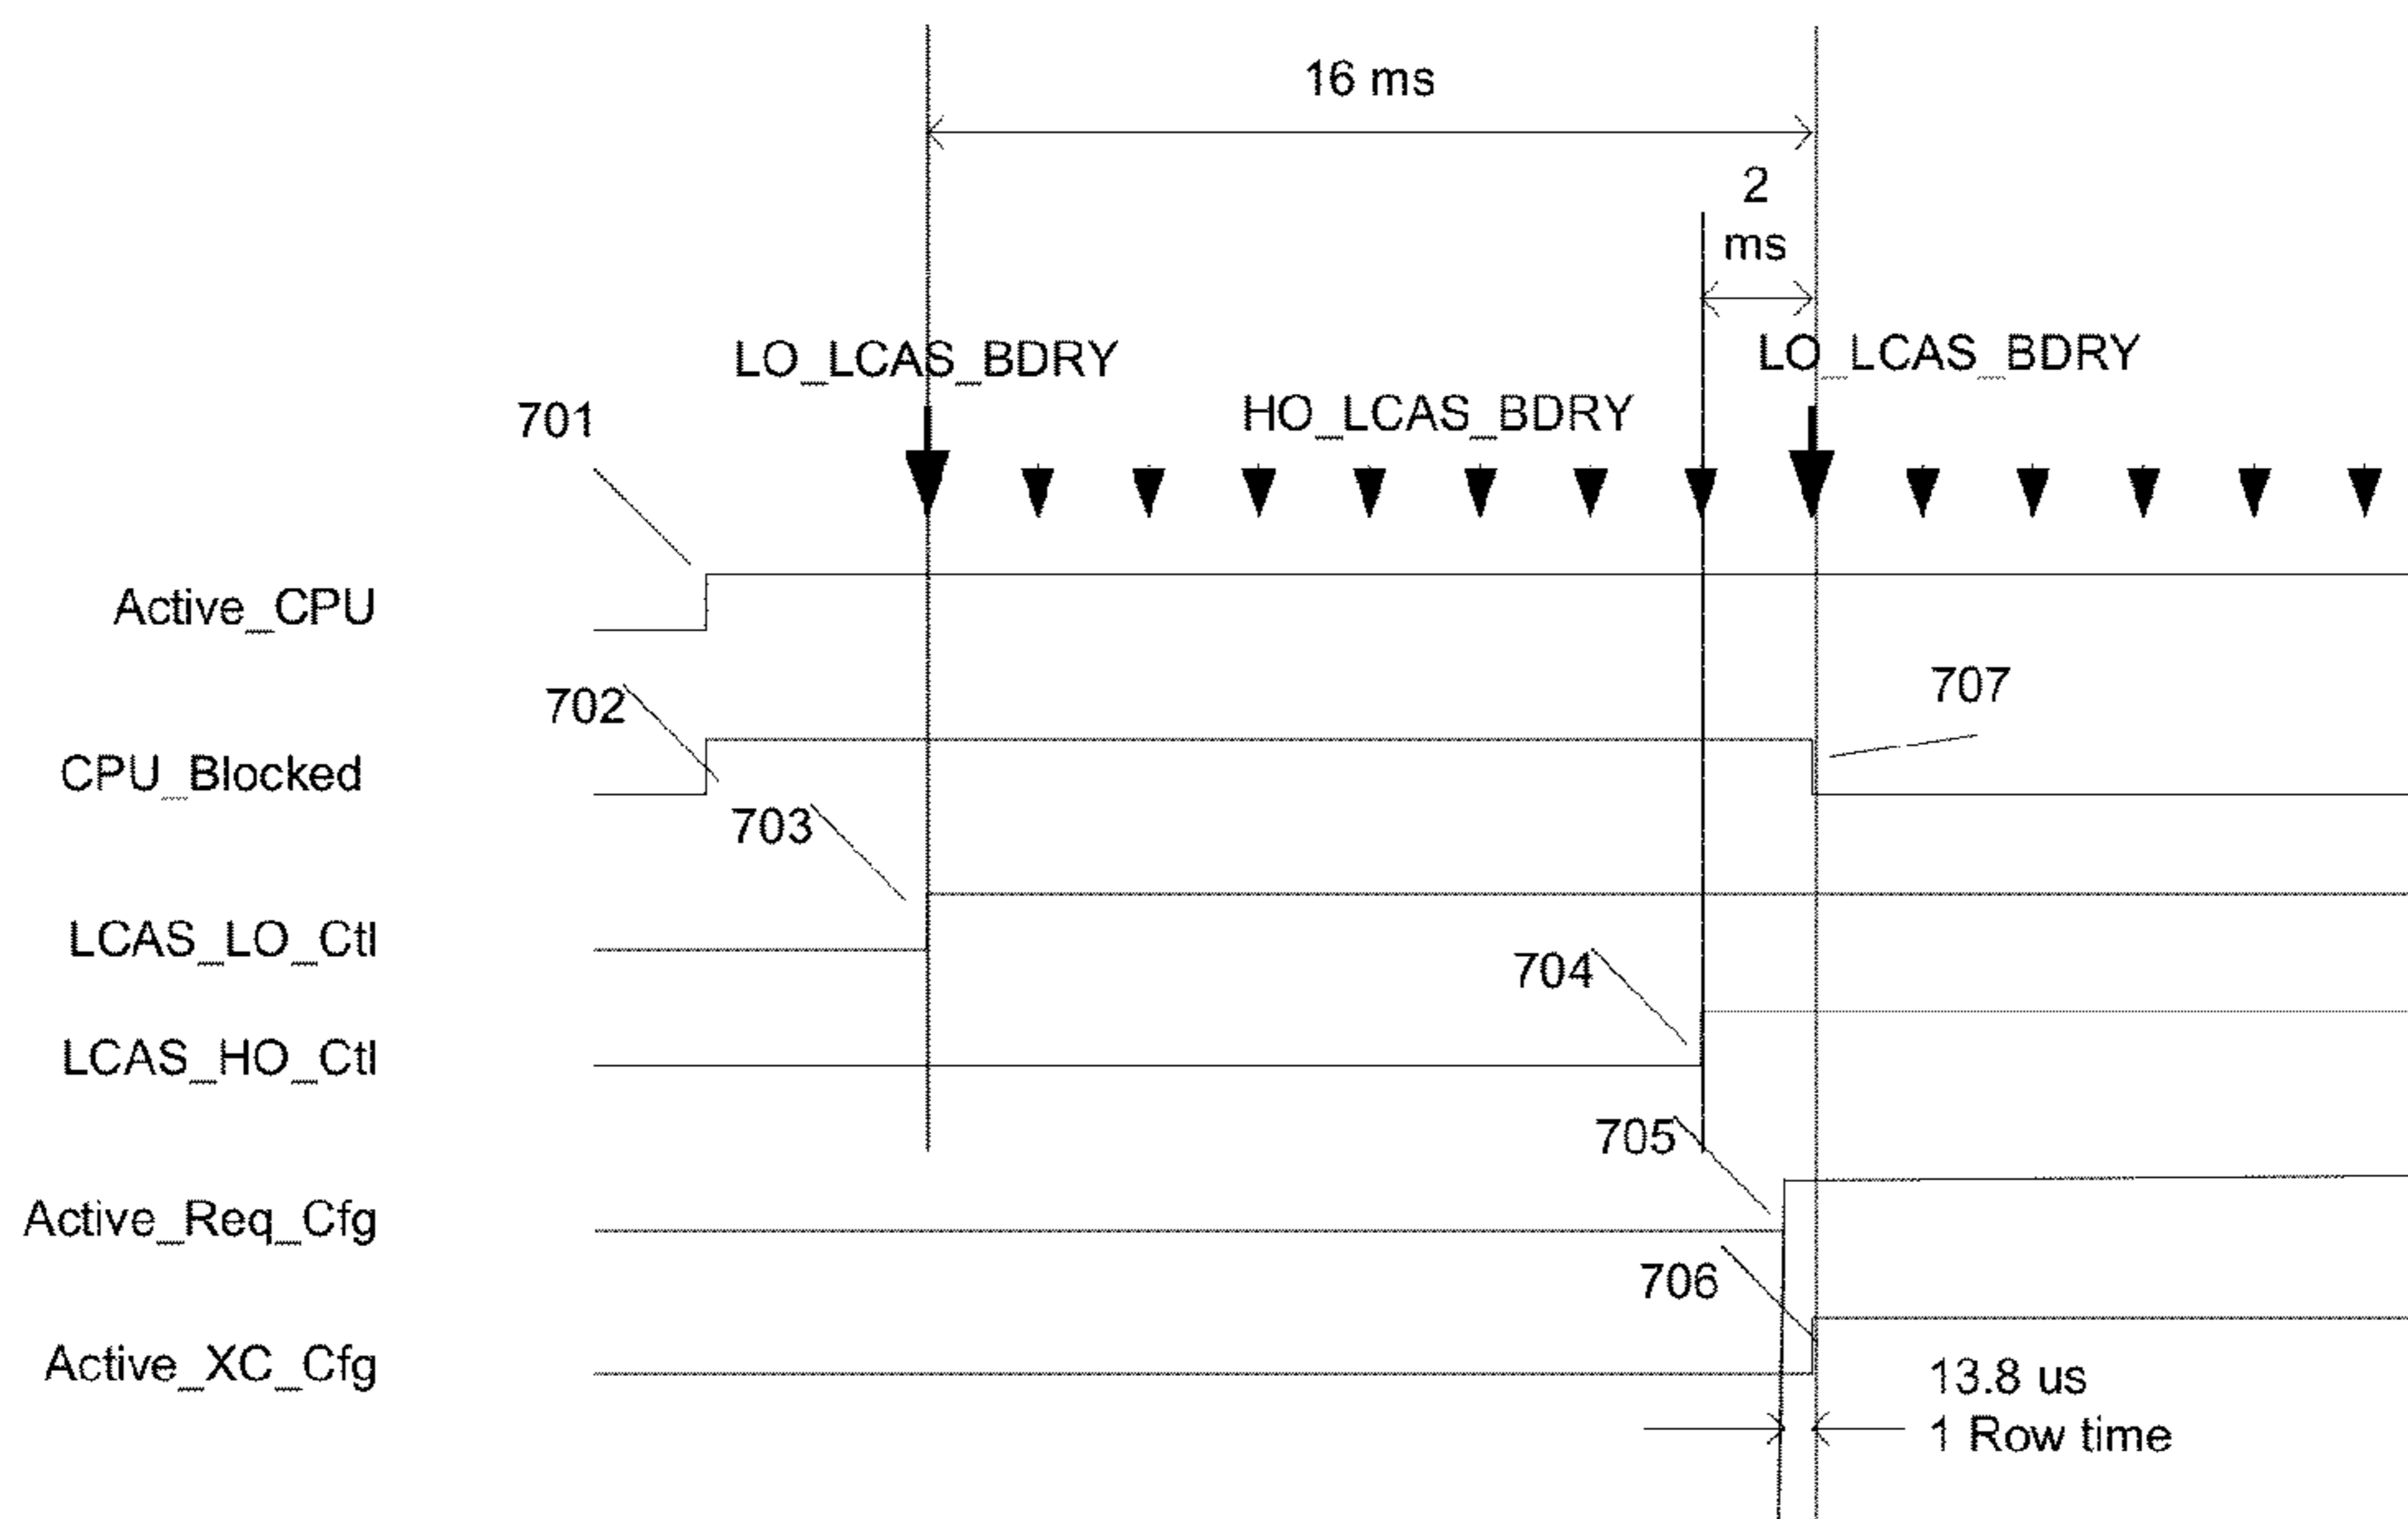 16 ms
2
ms
LO_LCAS_BDRY
LO_LCAS_BDRY
HO_LCAS_BDRY
701
Active_CPU
702
707
CPU_Blocked
703
LCAS_LO_Ctl
704
LCAS_HO_Ctl
705
Active_Req_Cfg
706
Active_XC_Cfg
13.8 us
1 Row time